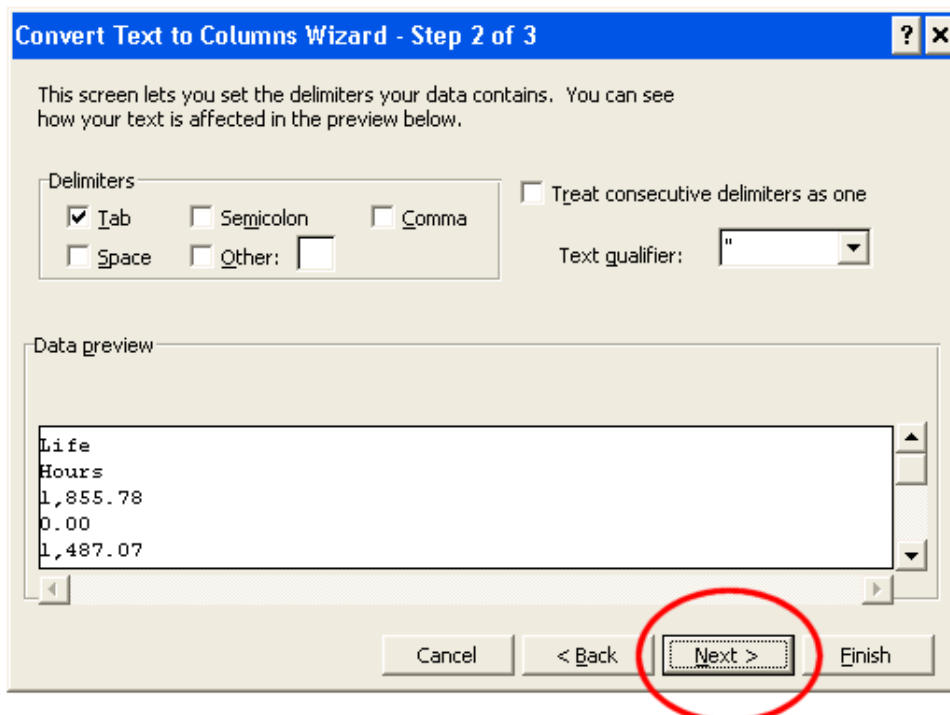 Convert Text to Columns Wizard - Step 2 of 3
This screen lets you set the delimiters your data contains. You can see
how your text is affected in the preview below.
Delimiters
Tab Semicolon Comma
Space Other:
Treat consecutive delimiters as one
Text qualifier: "
Data preview
Life
Hours
1,855.78
0.00
1,487.07
Cancel < Back Next > Finish